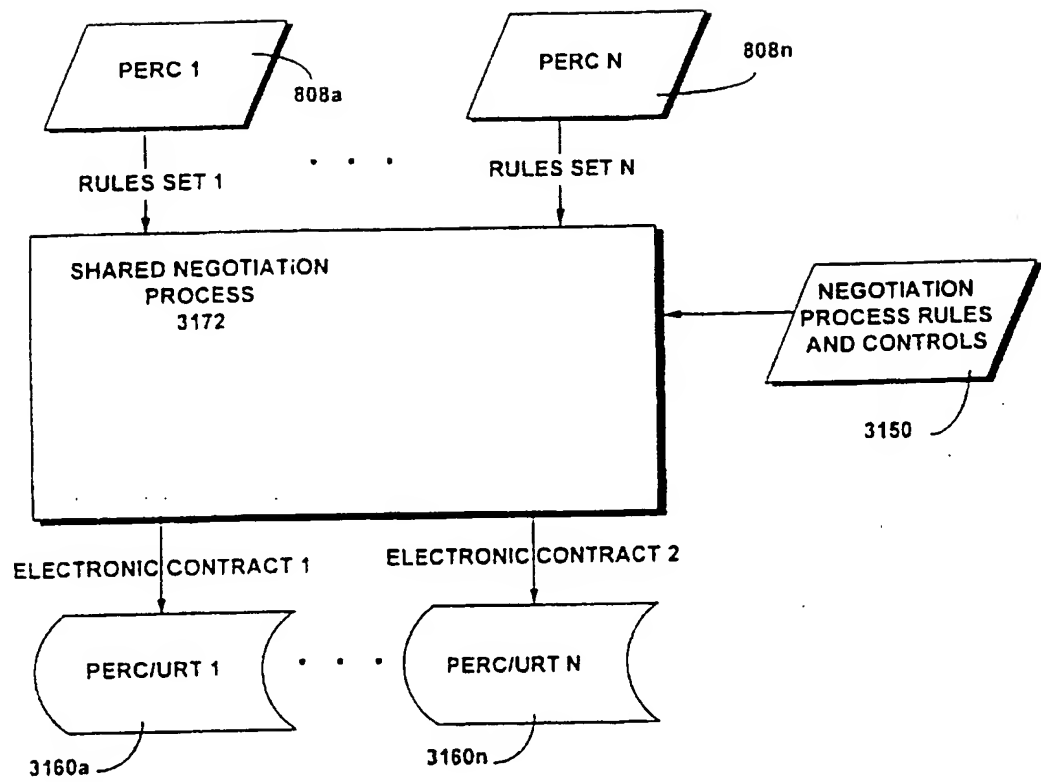 PERC 1
808a
PERC N
808n
RULES SET 1
RULES SET N
SHARED NEGOTIATION
PROCESS
3172
NEGOTIATION
PROCESS RULES
AND CONTROLS
3150
ELECTRONIC CONTRACT 1
ELECTRONIC CONTRACT 2
PERC/URT 1
PERC/URT N
3160a
3160n